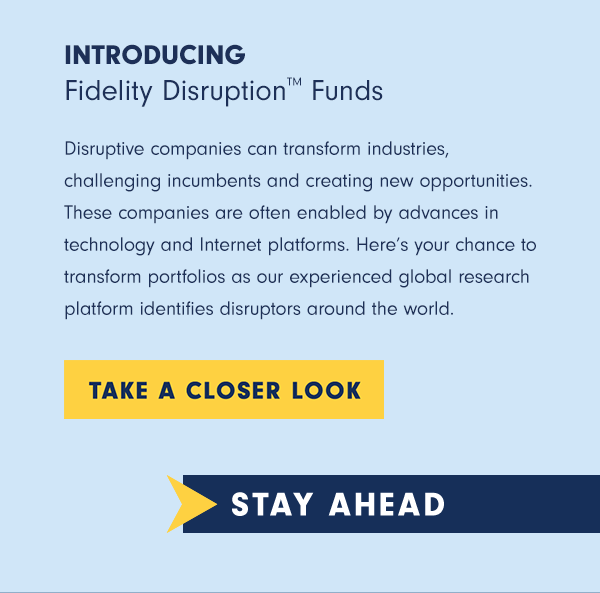 INTRODUCING
Fidelity Disruption™ Funds
Disruptive companies can transform industries,
challenging incumbents and creating new opportunities.
These companies are often enabled by advances in
technology and Internet platforms. Here’s your chance to
transform portfolios as our experienced global research
platform identifies disruptors around the world.
TAKE A CLOSER LOOK
STAY AHEAD